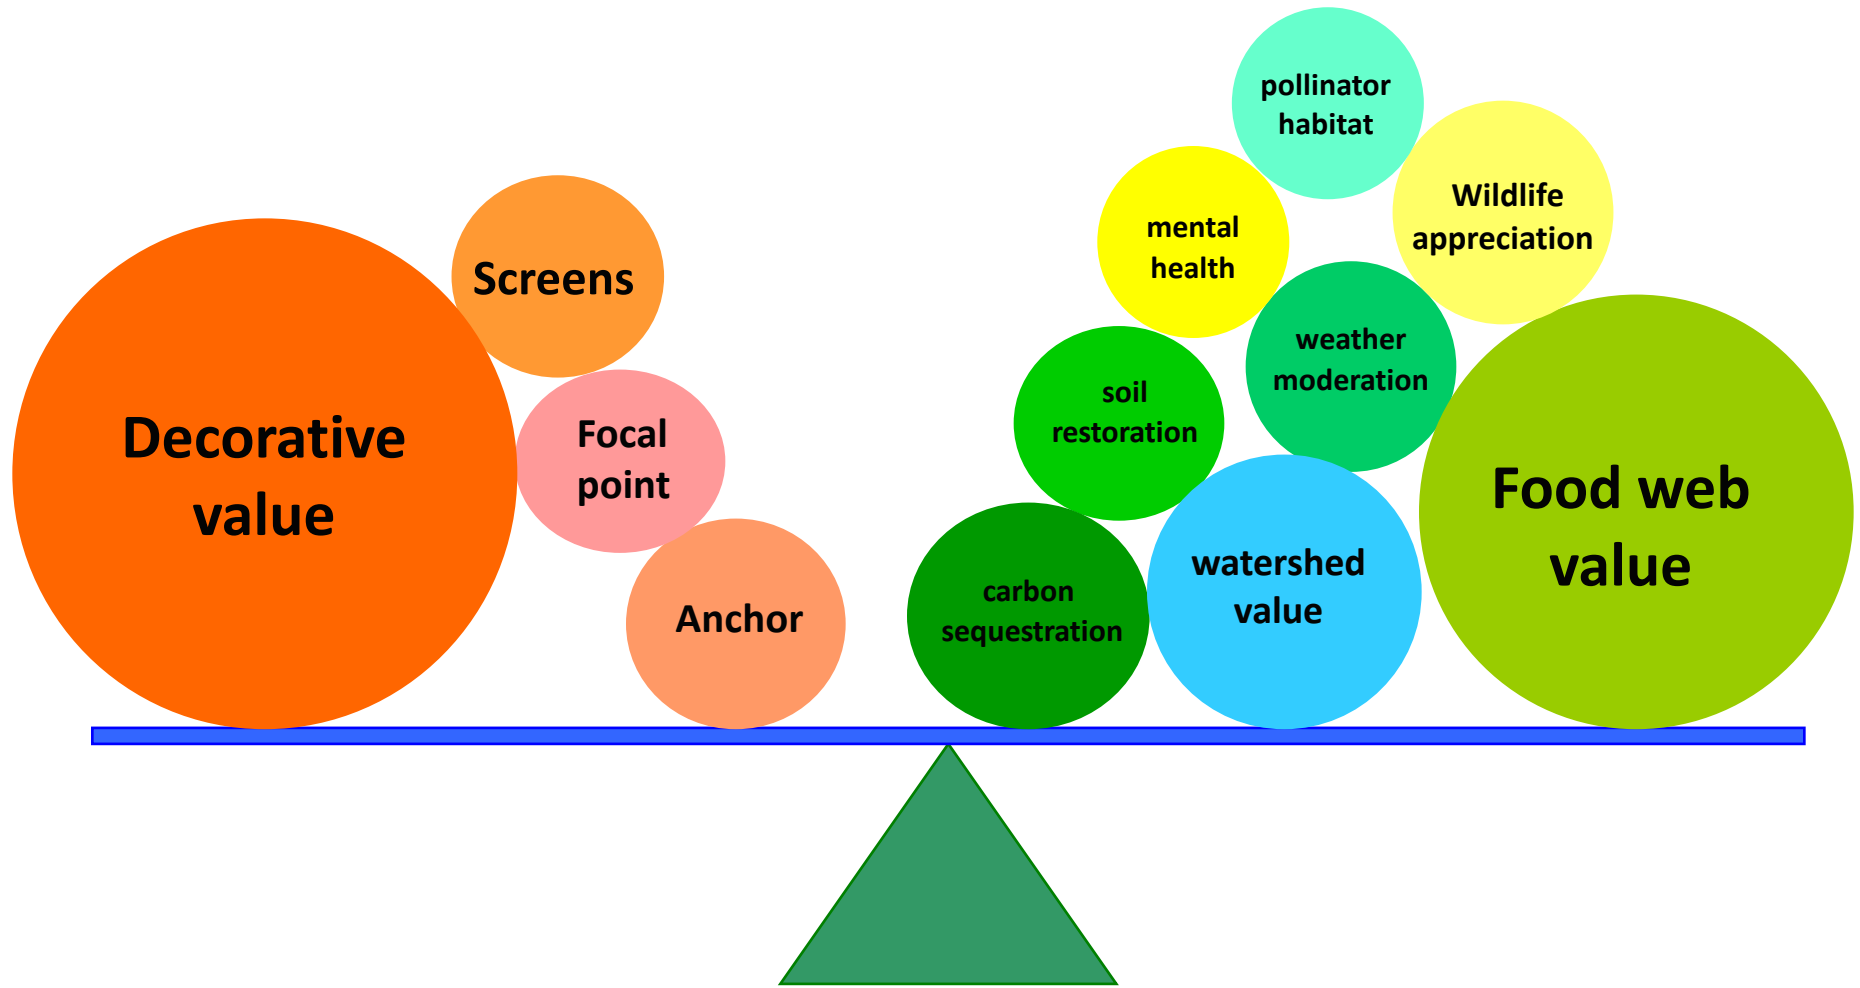 Decorative
value
Screens
Focal
point
Anchor
pollinator
habitat
Wildlife
appreciation
mental
health
weather
moderation
soil
restoration
carbon
sequestration
watershed
value
Food web
value